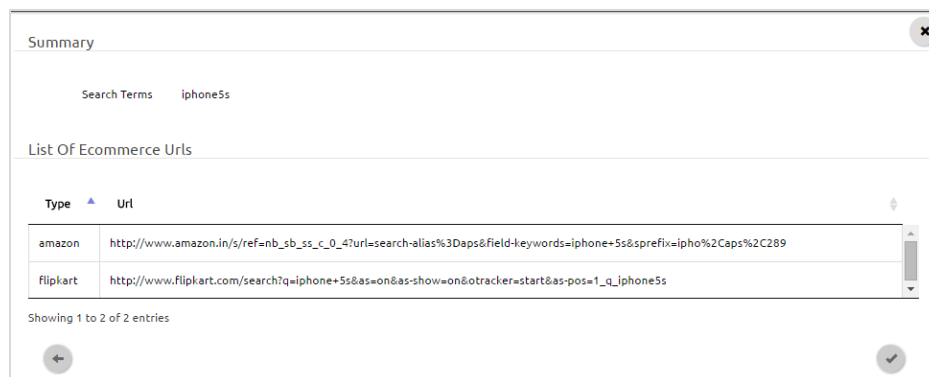 Summary
Search Terms iphone5s
List Of Ecommerce Urls
Type Url
amazon http://www.amazon.in/s/ref=nb_sb_ss_c_0_4?url=search-alias%3Daps&field-keywords=iphone+5s&sprefix=ipho%2Caps%2C289
flipkart http://www.flipkart.com/search?q=iphone+5s&as=on&as-show=on&otracker=start&as-pos=1_q_iphone5s
Showing 1 to 2 of 2 entries